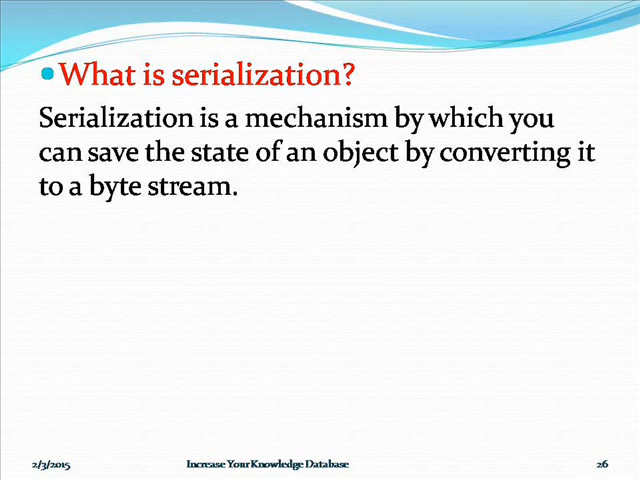 What is serialization?
Serialization is a mechanism by which you
can save the state of an object by converting it
to a byte stream.
2/3/2015 Increase Your Knowledge Database 26